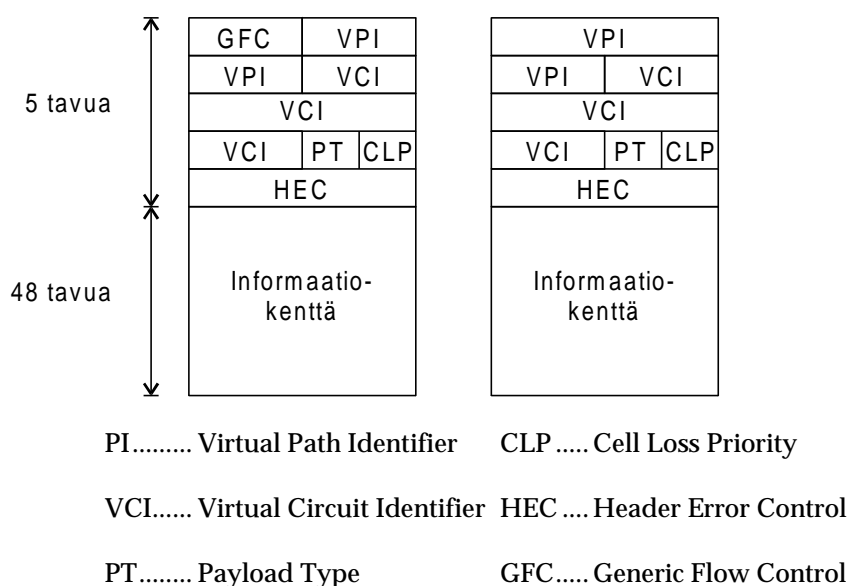 GFC VPI VPI
VPI VCI VPI VCI
5 tavua VCI VCI
VCI PT CLP VCI PT CLP
HEC HEC
48 tavua
Informaatio- Informaatio-
kenttä kenttä
PI......... Virtual Path Identifier CLP ..... Cell Loss Priority
VCI...... Virtual Circuit Identifier HEC .... Header Error Control
PT........ Payload Type GFC..... Generic Flow Control